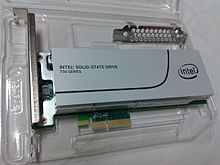 INTEL® SOLID-STATE DRIVE
750 SERIES
intel